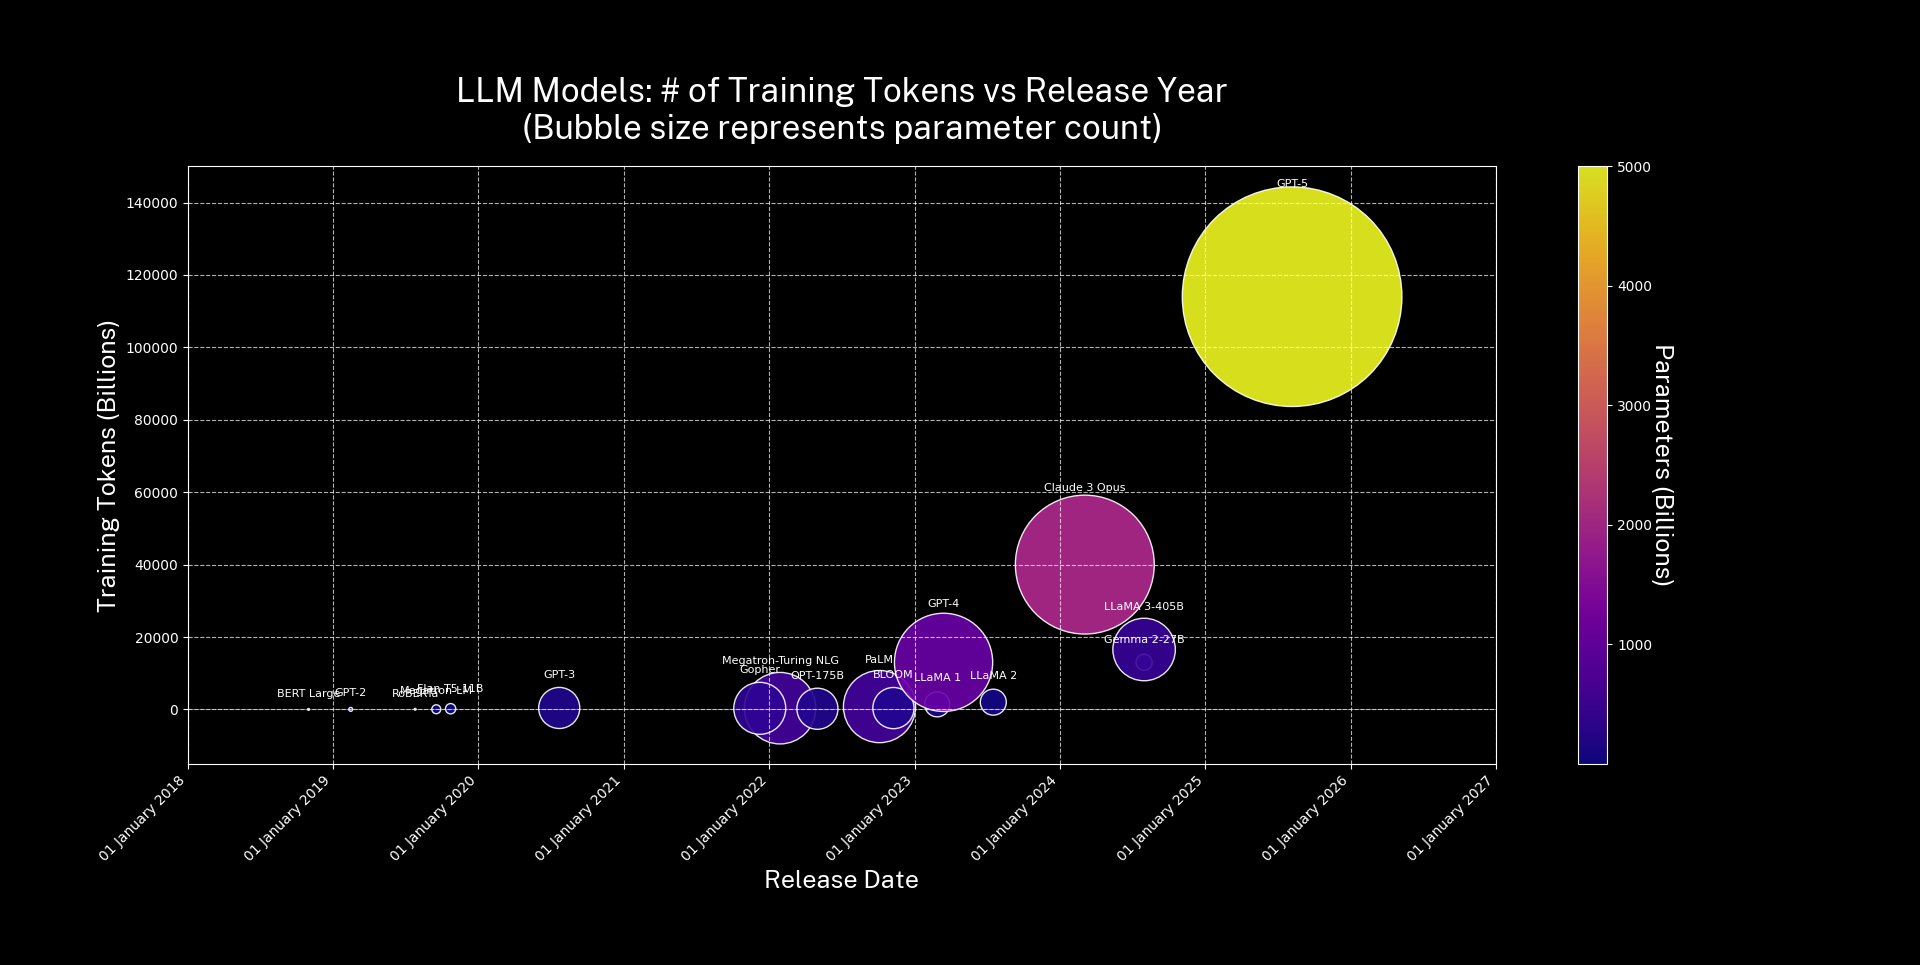 LLM Models: # of Training Tokens vs Release Year
(Bubble size represents parameter count)
Training Tokens (Billions)
140000
120000
100000
80000
60000
40000
20000
0
GPT-5
Claude 3 Opus
GPT-4
LLaMA 3-405B
Gemma 2-27B
Megatron-Turing NLG
Gopher
OPT-175B
PaLM
BLOOM
LLaMA 1
LLaMA 2
GPT-3
BERT Large
GPT-2
RoBERTa
Megatron-LM
Flan T5-11B
01 January 2018
01 January 2019
01 January 2020
01 January 2021
01 January 2022
01 January 2023
01 January 2024
01 January 2025
01 January 2026
01 January 2027
Release Date
5000
4000
3000
2000
1000
Parameters (Billions)